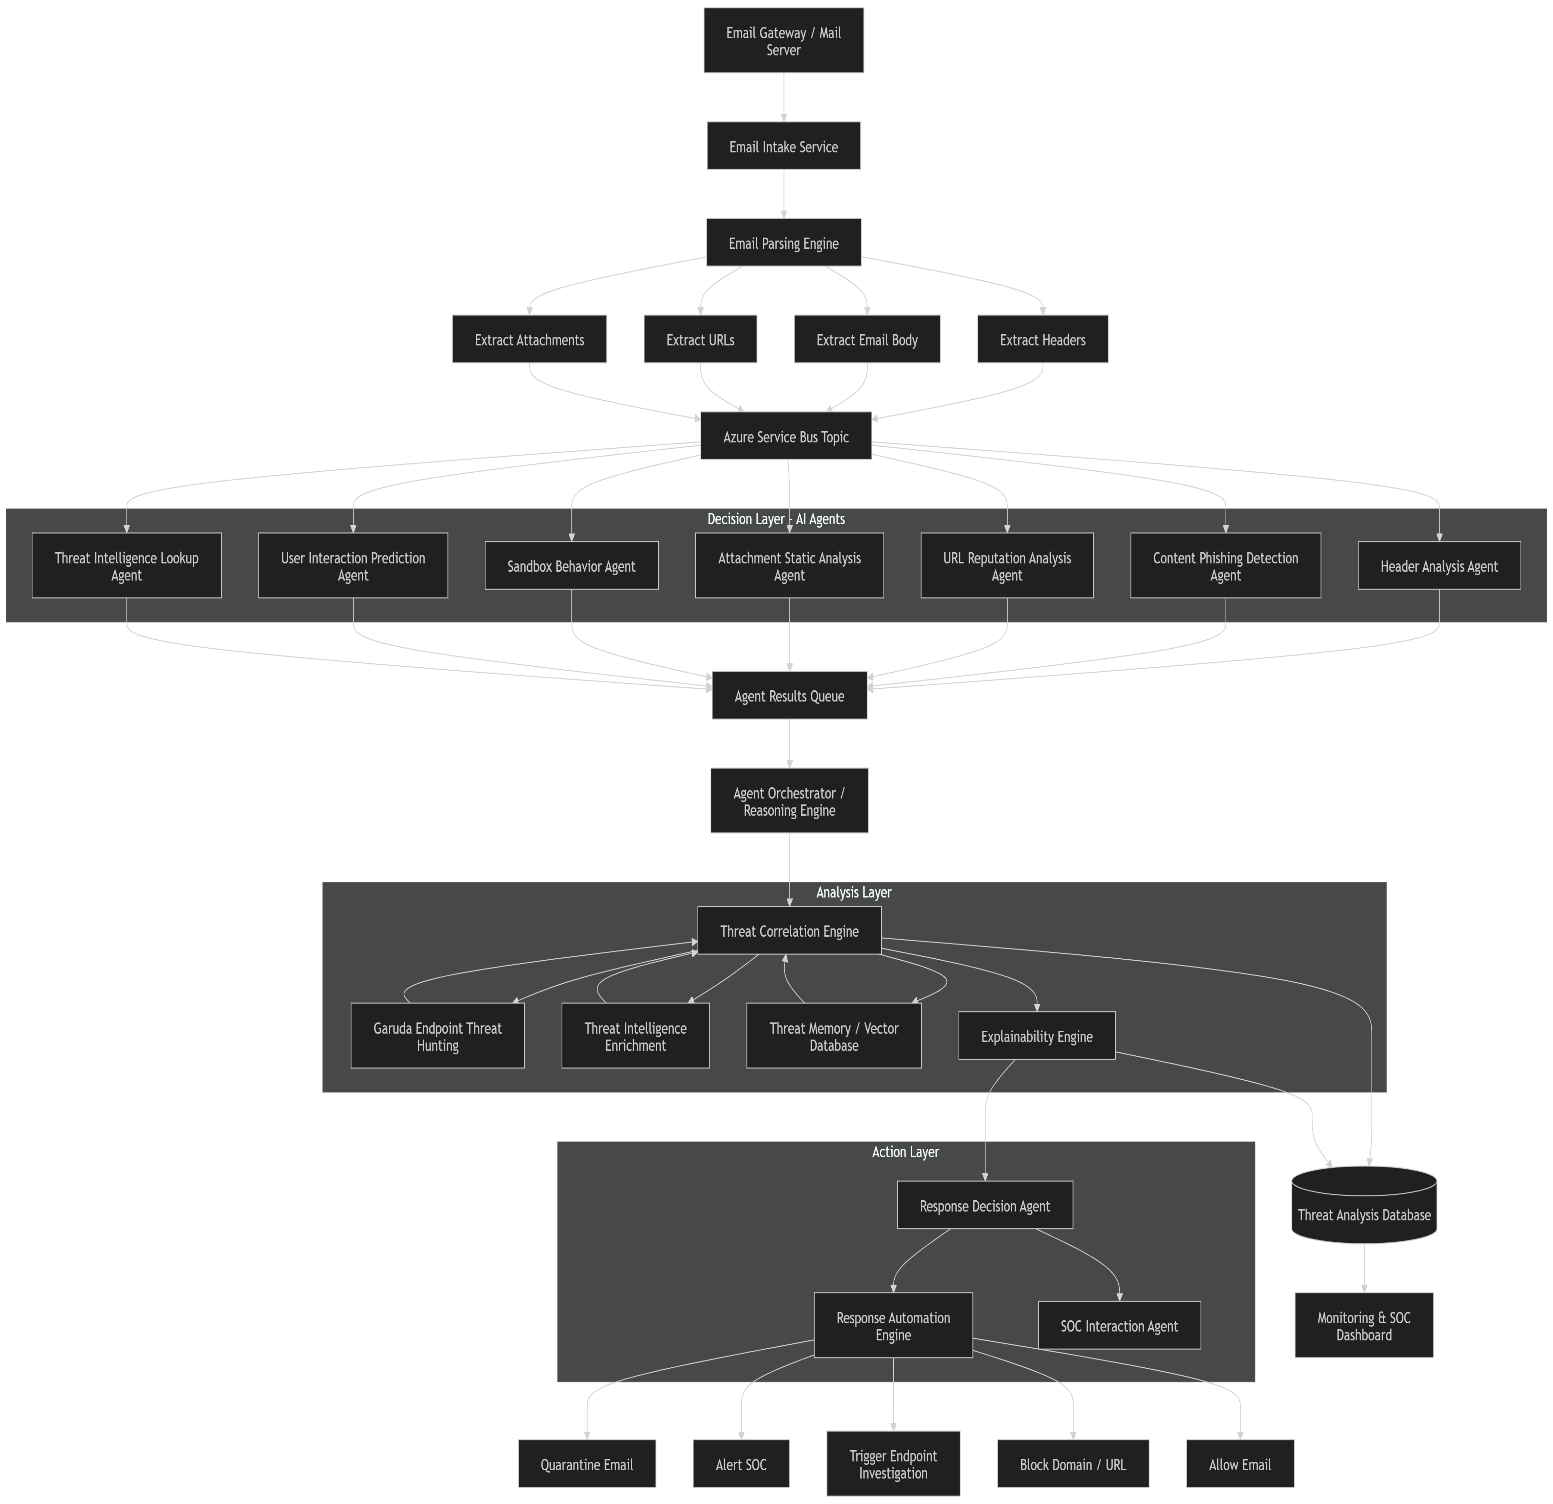 Email Gateway / Mail
Server
Email Intake Service
Email Parsing Engine
Extract Attachments
Extract URLs
Extract Email Body
Extract Headers
Azure Service Bus Topic
Decision Layer - AI Agents
Threat Intelligence Lookup
Agent
User Interaction Prediction
Agent
Sandbox Behavior Agent
Attachment Static Analysis
Agent
URL Reputation Analysis
Agent
Content Phishing Detection
Agent
Header Analysis Agent
Agent Results Queue
Agent Orchestrator /
Reasoning Engine
Analysis Layer
Threat Correlation Engine
Garuda Endpoint Threat
Hunting
Threat Intelligence
Enrichment
Threat Memory / Vector
Database
Explainability Engine
Action Layer
Response Decision Agent
Threat Analysis Database
Response Automation
Engine
SOC Interaction Agent
Monitoring & SOC
Dashboard
Quarantine Email
Alert SOC
Trigger Endpoint
Investigation
Block Domain / URL
Allow Email